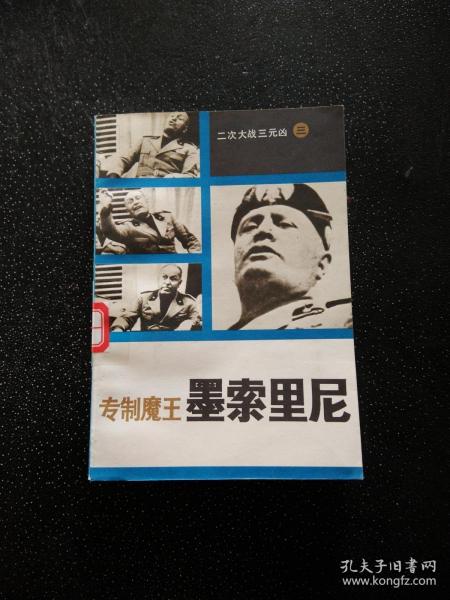 二次大战三元凶 三
专制魔王 墨索里尼
孔夫子旧书网
www.kongfz.com